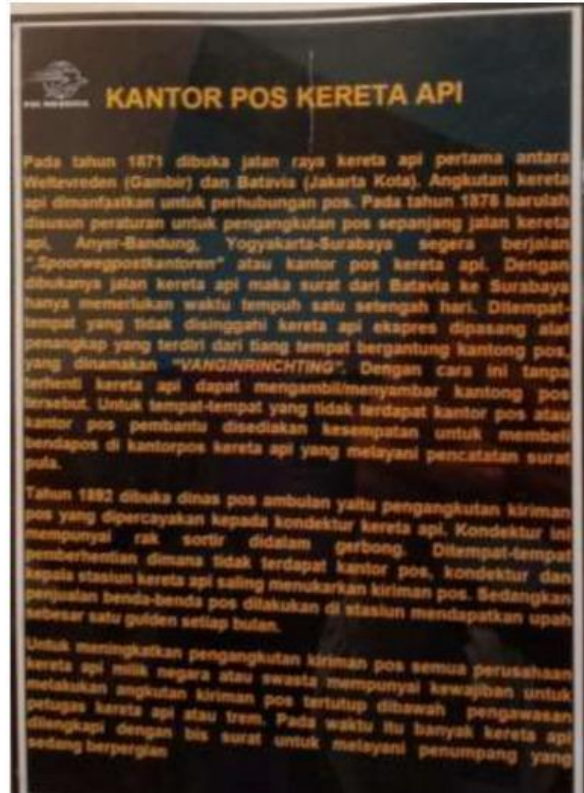 POS INDONESIA
KANTOR POS KERETA API
Pada tahun 1871 dibuka jalan raya kereta api pertama antara
Weltevreden (Gambir) dan Batavia (Jakarta Kota). Angkutan kereta
api dimanfaatkan untuk perhubungan pos. Pada tahun 1878 barulah
disusun peraturan untuk pengangkutan pos sepanjang jalan kereta
api, Anyer-Bandung, Yogyakarta-Surabaya segera berjalan
"Spoorwegpostkantoren" atau kantor pos kereta api. Dengan
dibukanya jalan kereta api maka surat dari Batavia ke Surabaya
hanya memerlukan waktu tempuh satu setengah hari. Ditempat-
tempat yang tidak disinggahi kereta api ekspres dipasang alat
penangkap yang terdiri dari tiang tempat bergantung kantong pos,
yang dinamakan "VANGINRINCHTING". Dengan cara ini tanpa
terhenti kereta api dapat mengambil/menyambar kantong pos
tersebut. Untuk tempat-tempat yang tidak terdapat kantor pos atau
kantor pos pembantu disediakan kesempatan untuk membeli
bendapos di kantorpos kereta api yang melayani pencatatan surat
pula.
Tahun 1892 dibuka dinas pos ambulan yaitu pengangkutan kiriman
pos yang dipercayakan kepada kondektur kereta api. Kondektur ini
mempunyai rak sortir didalam gerbong. Ditempat-tempat
pemberhentian dimana tidak terdapat kantor pos, kondektur dan
kepala stasiun kereta api saling menukarkan kiriman pos. Sedangkan
penjualan benda-benda pos dilakukan di stasiun mendapatkan upah
sebesar satu gulden setiap bulan.
Untuk meningkatkan pengangkutan kiriman pos semua perusahaan
kereta api milik negara atau swasta mempunyai kewajiban untuk
melakukan angkutan kiriman pos tertutup dibawah pengawasan
petugas kereta api atau trem. Pada waktu itu banyak kereta api
dilengkapi dengan bis surat untuk melayani penumpang yang
sedang berpergian